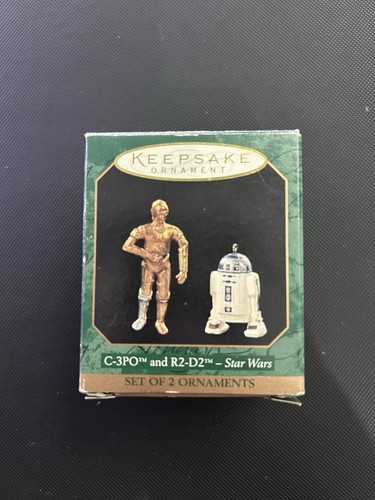 KEEPSAKE
ORNAMENT
C-3PO™ and R2-D2™ – Star Wars
SET OF 2 ORNAMENTS